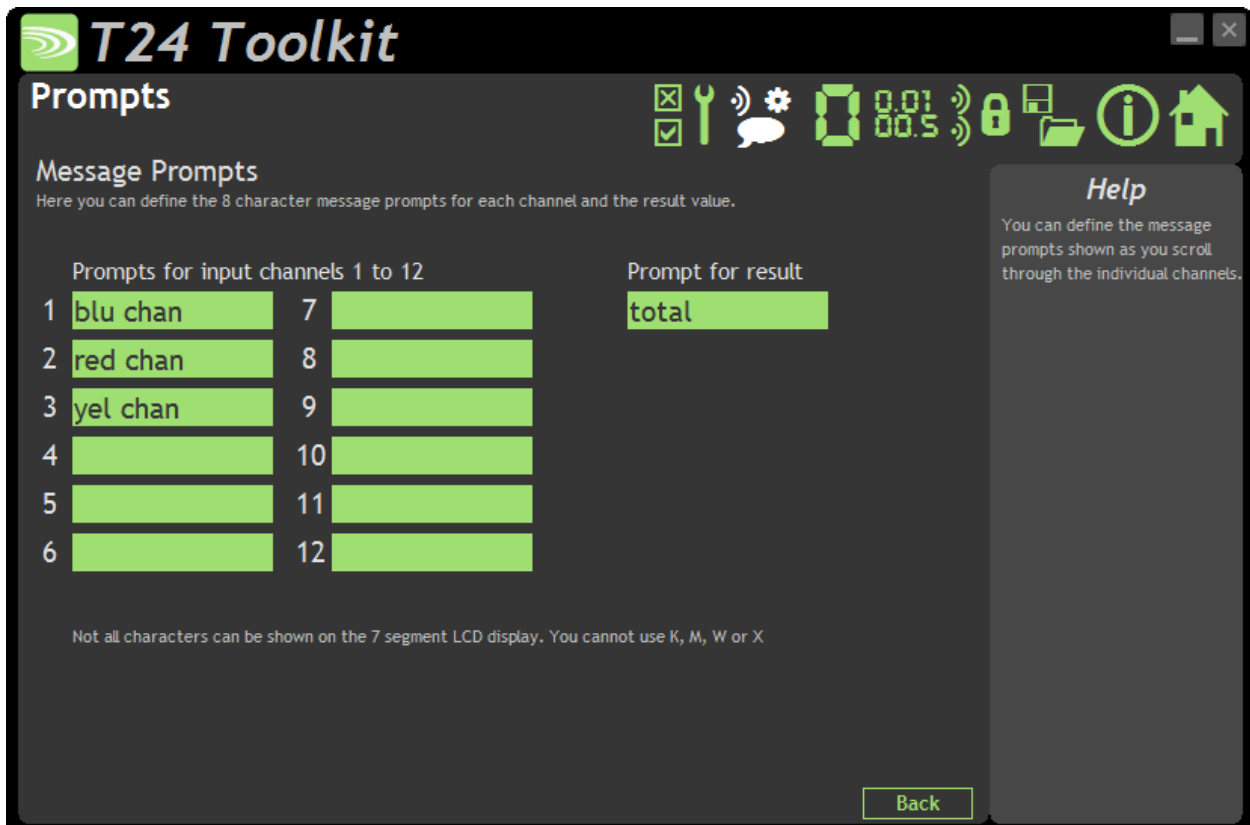 T24 Toolkit
Prompts
0.01
00.5
Message Prompts
Here you can define the 8 character message prompts for each channel and the result value.
Prompts for input channels 1 to 12
Prompt for result
1 blu chan 7
total
2 red chan 8
3 yel chan 9
4 10
5 11
6 12
Not all characters can be shown on the 7 segment LCD display. You cannot use K, M, W or X
Back
Help
You can define the message
prompts shown as you scroll
through the individual channels.